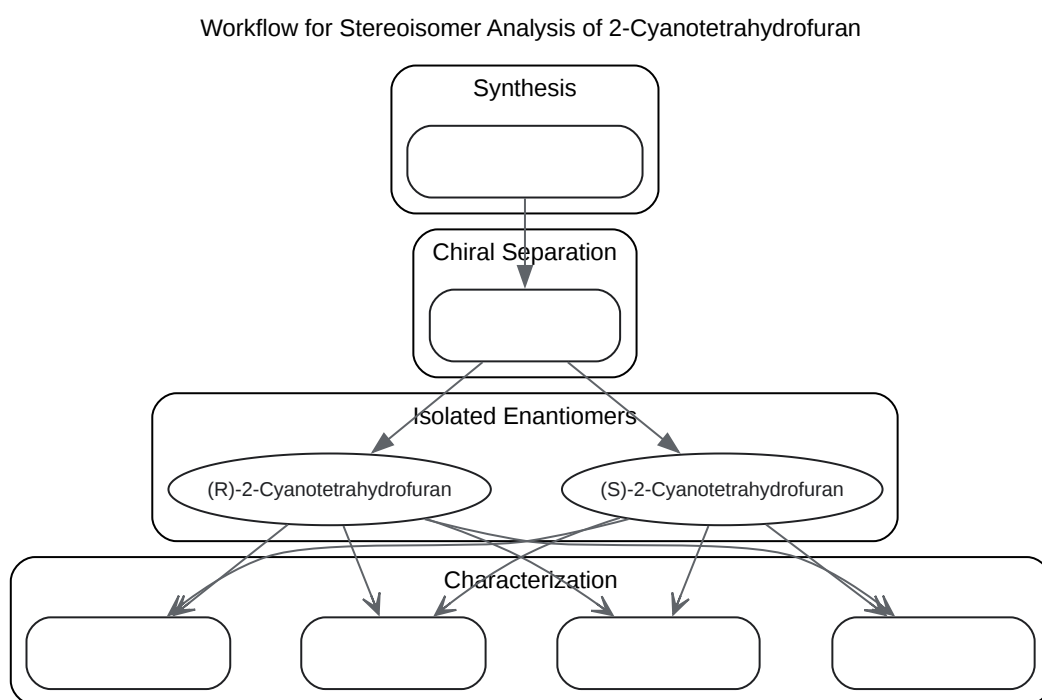 Workflow for Stereoisomer Analysis of 2-Cyanotetrahydrofuran
Synthesis
Chiral Separation
Isolated Enantiomers
(R)-2-Cyanotetrahydrofuran
(S)-2-Cyanotetrahydrofuran
Characterization